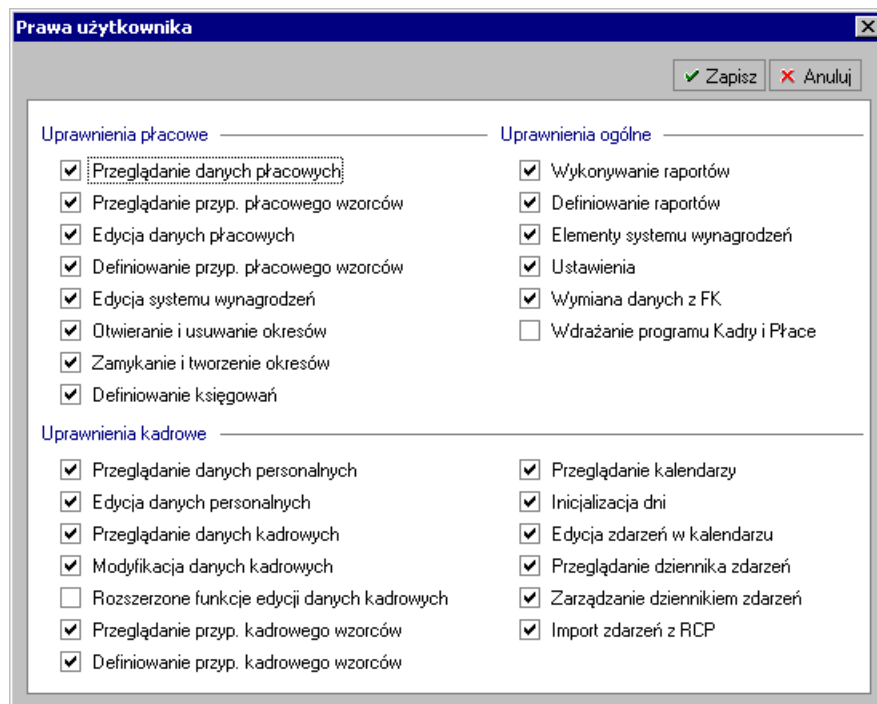 Prawa użytkownika
Zapisz Anuluj
Uprawnienia płacowe
Przeglądanie danych płacowych
Przeglądanie przyp. płacowego wzorców
Edycja danych płacowych
Definiowanie przyp. płacowego wzorców
Edycja systemu wynagrodzeń
Otwieranie i usuwanie okresów
Zamykanie i tworzenie okresów
Definiowanie księgowań
Uprawnienia ogólne
Wykonywanie raportów
Definiowanie raportów
Elementy systemu wynagrodzeń
Ustawienia
Wymiana danych z FK
Wdrażanie programu Kadry i Płace
Uprawnienia kadrowe
Przeglądanie danych personalnych
Edycja danych personalnych
Przeglądanie danych kadrowych
Modyfikacja danych kadrowych
Rozszerzone funkcje edycji danych kadrowych
Przeglądanie przyp. kadrowego wzorców
Definiowanie przyp. kadrowego wzorców
Przeglądanie kalendarzy
Inicjalizacja dni
Edycja zdarzeń w kalendarzu
Przeglądanie dziennika zdarzeń
Zarządzanie dziennikiem zdarzeń
Import zdarzeń z RCP